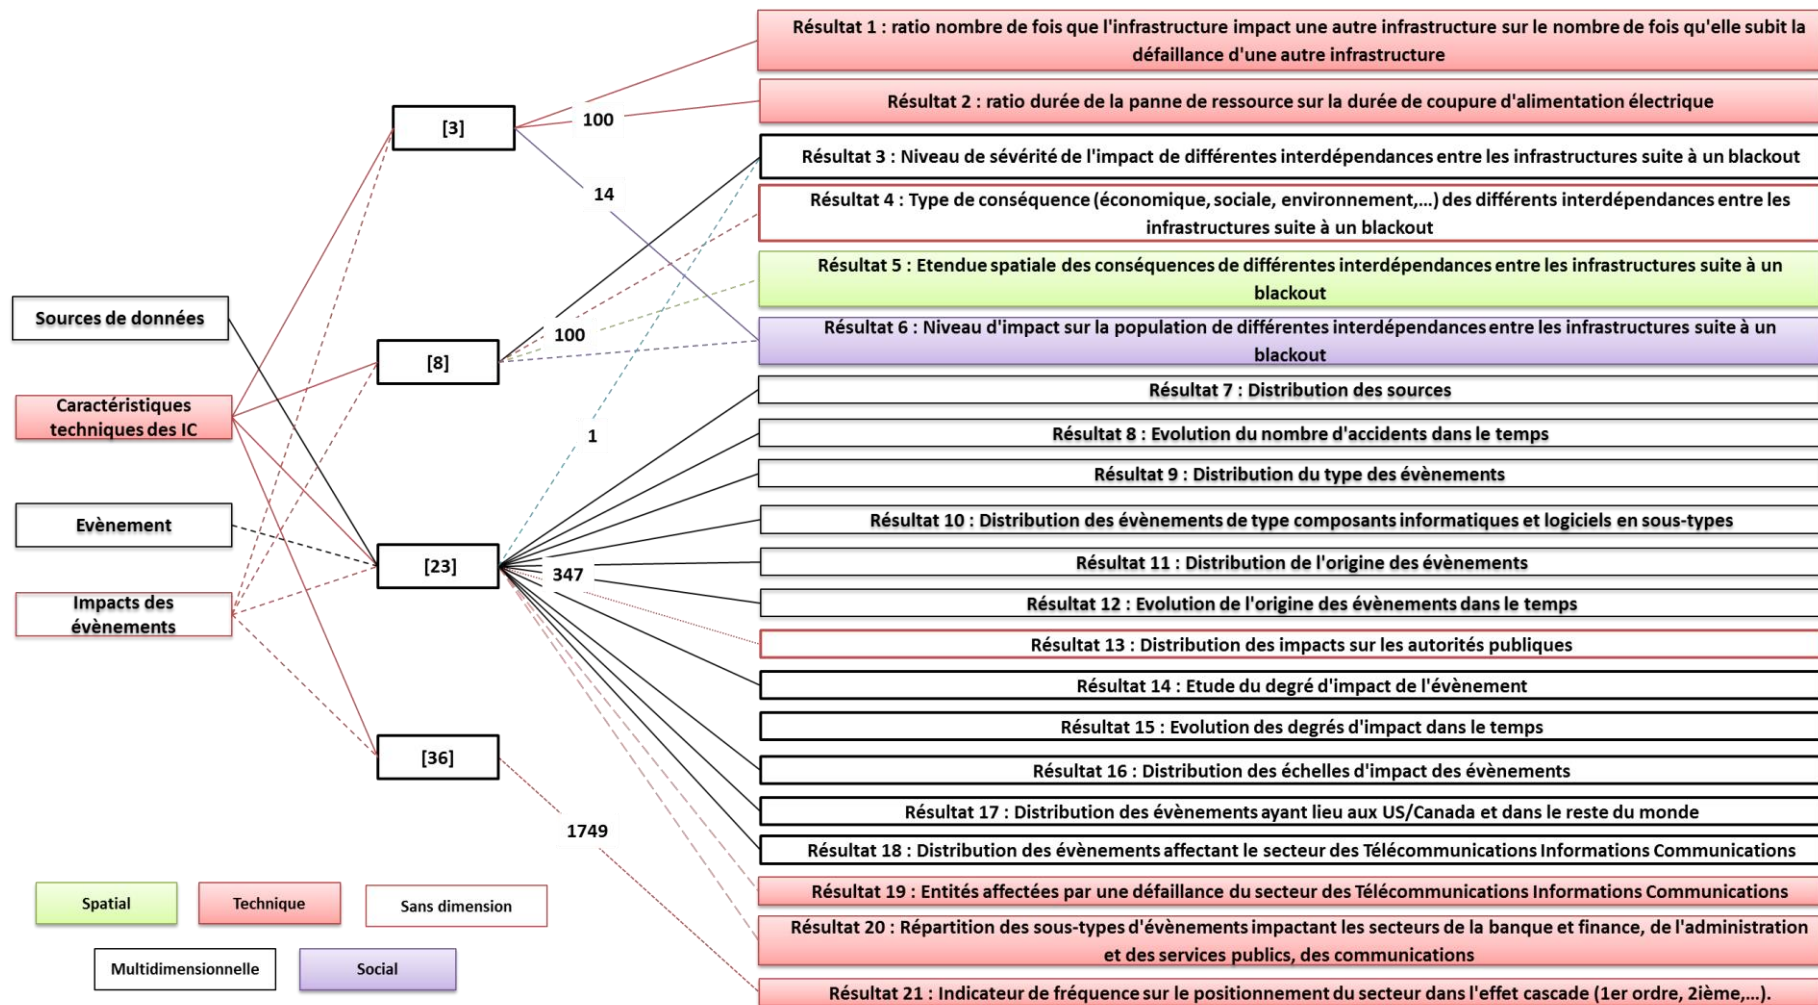 Résultat 1 : ratio nombre de fois que l'infrastructure impact une autre infrastructure sur le nombre de fois qu'elle subit la
défaillance d'une autre infrastructure
Résultat 2 : ratio durée de la panne de ressource sur la durée de coupure d'alimentation électrique
[3]
100
Résultat 3 : Niveau de sévérité de l'impact de différentes interdépendances entre les infrastructures suite à un blackout
14
Résultat 4 : Type de conséquence (économique, sociale, environnement,...) des différents interdépendances entre les
infrastructures suite à un blackout
Résultat 5 : Etendue spatiale des conséquences de différentes interdépendances entre les infrastructures suite à un
blackout
Sources de données
Résultat 6 : Niveau d'impact sur la population de différentes interdépendances entre les infrastructures suite à un
blackout
100
[8]
Résultat 7 : Distribution des sources
Caractéristiques
techniques des IC
1
Résultat 8 : Evolution du nombre d'accidents dans le temps
Résultat 9 : Distribution du type des évènements
Evènement
Résultat 10 : Distribution des évènements de type composants informatiques et logiciels en sous-types
[23]
347
Résultat 11 : Distribution de l'origine des évènements
Résultat 12 : Evolution de l'origine des évènements dans le temps
Impacts des
évènements
Résultat 13 : Distribution des impacts sur les autorités publiques
Résultat 14 : Etude du degré d'impact de l'évènement
Résultat 15 : Evolution des degrés d'impact dans le temps
[36]
Résultat 16 : Distribution des échelles d'impact des évènements
Résultat 17 : Distribution des évènements ayant lieu aux US/Canada et dans le reste du monde
1749
Résultat 18 : Distribution des évènements affectant le secteur des Télécommunications Informations Communications
Résultat 19 : Entités affectées par une défaillance du secteur des Télécommunications Informations Communications
Spatial
Technique
Sans dimension
Résultat 20 : Répartition des sous-types d'évènements impactant les secteurs de la banque et finance, de l'administration
et des services publics, des communications
Multidimensionnelle
Social
Résultat 21 : Indicateur de fréquence sur le positionnement du secteur dans l'effet cascade (1er ordre, 2ième,...).